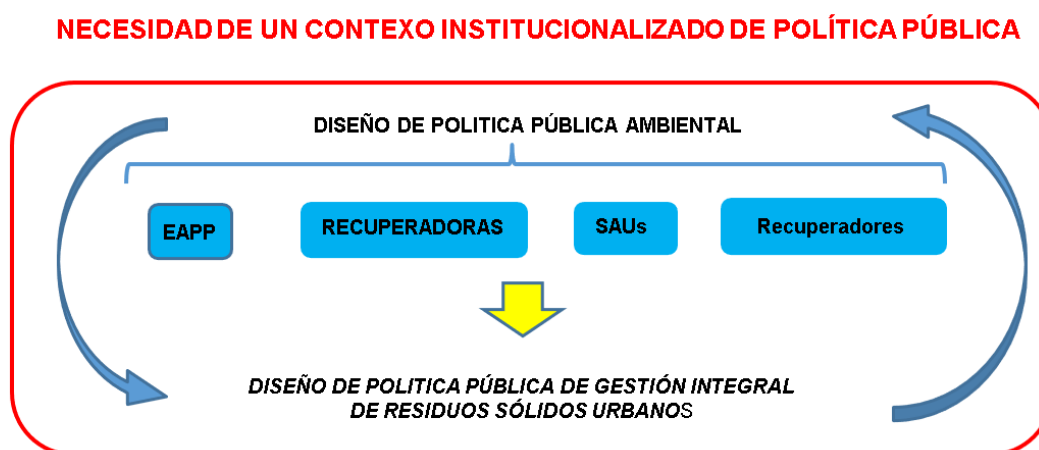 NECESIDAD DE UN CONTEXO INSTITUCIONALIZADO DE POLÍTICA PÚBLICA
DISEÑO DE POLITICA PÚBLICA AMBIENTAL
EAPP
RECUPERADORAS
SAUs
Recuperadores
DISEÑO DE POLITICA PÚBLICA DE GESTIÓN INTEGRAL
DE RESIDUOS SÓLIDOS URBANOS